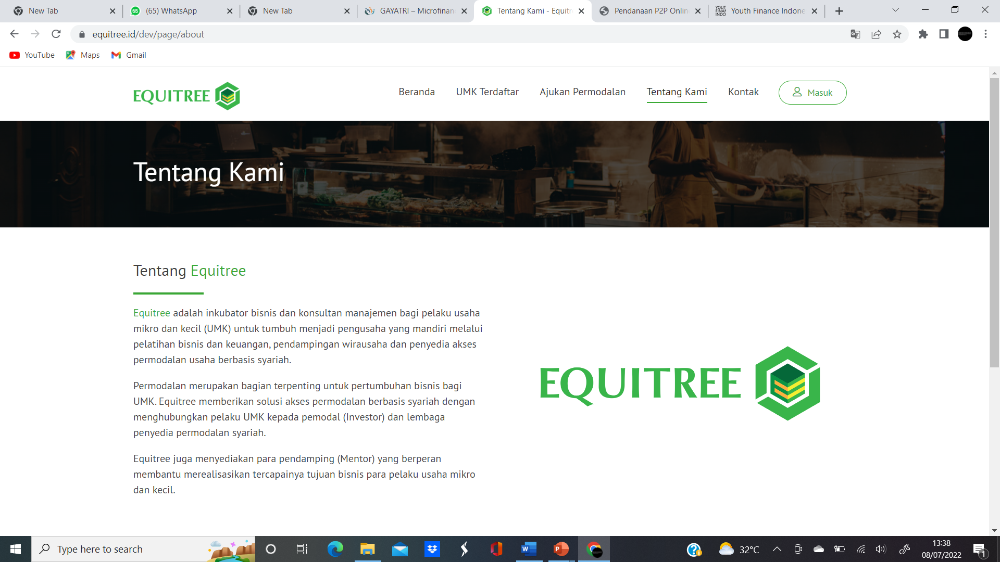 New Tab
(65) WhatsApp
New Tab
GAYATRI – Microfinan
Tentang Kami - Equitr
Pendanaan P2P Onlin
Youth Finance Indone
equitree.id/dev/page/about
YouTube
Maps
Gmail
EQUITREE
Beranda
UMK Terdaftar
Ajukan Permodalan
Tentang Kami
Kontak
Masuk
Tentang Kami
Tentang Equitree
Equitree adalah inkubator bisnis dan konsultan manajemen bagi pelaku usaha
mikro dan kecil (UMK) untuk tumbuh menjadi pengusaha yang mandiri melalui
pelatihan bisnis dan keuangan, pendampingan wirausaha dan penyedia akses
permodalan usaha berbasis syariah.
Permodalan merupakan bagian terpenting untuk pertumbuhan bisnis bagi
UMK. Equitree memberikan solusi akses permodalan berbasis syariah dengan
menghubungkan pelaku UMK kepada pemodal (Investor) dan lembaga
penyedia permodalan syariah.
Equitree juga menyediakan para pendamping (Mentor) yang berperan
membantu merealisasikan tercapainya tujuan bisnis para pelaku usaha mikro
dan kecil.
EQUITREE
Type here to search
32°C
13:38
08/07/2022
1